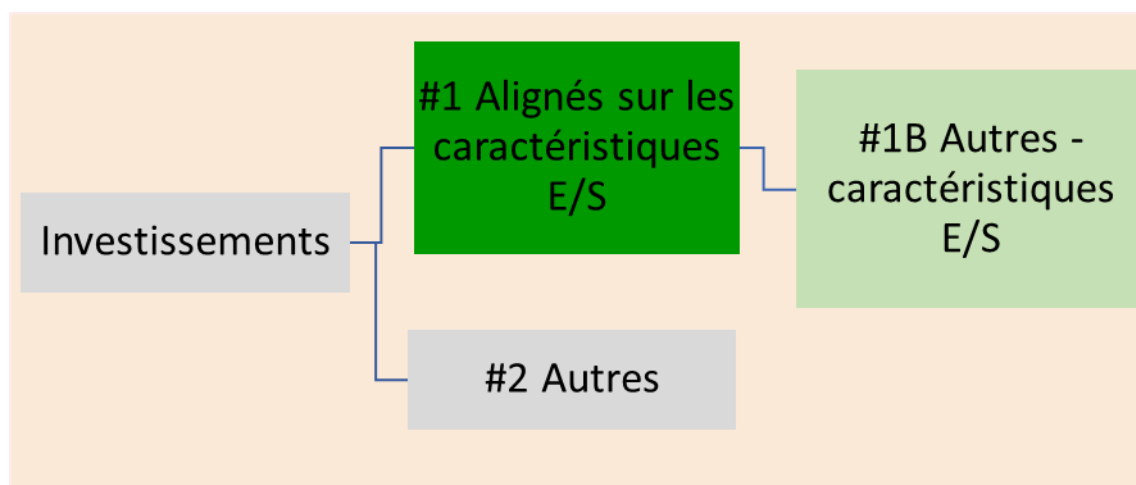 #1 Alignés sur les
caractéristiques
E/S
#1B Autres -
caractéristiques
E/S
Investissements
#2 Autres